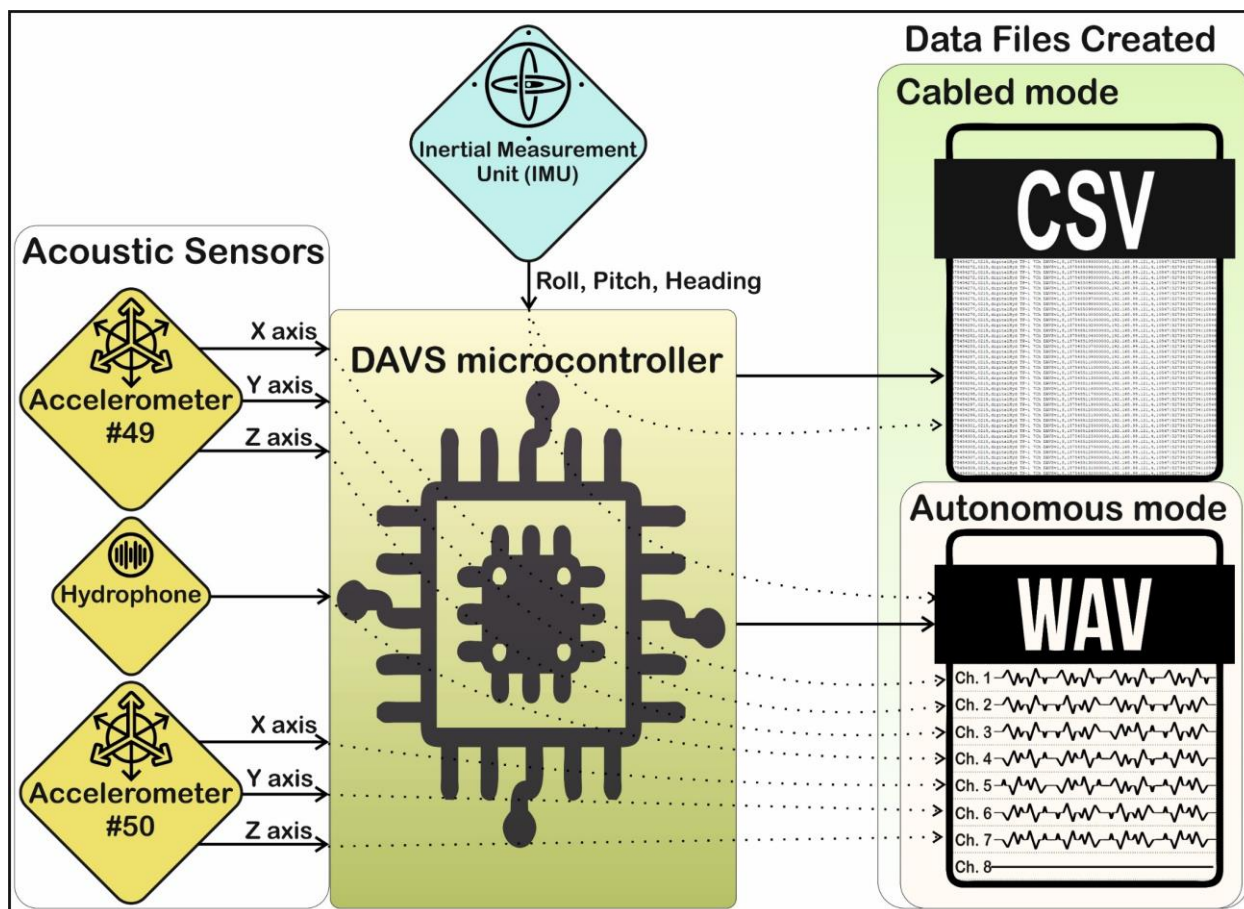 Data Files Created
Cabled mode
CSV
Inertial Measurement
Unit (IMU)
Roll, Pitch, Heading
Acoustic Sensors
X axis
Y axis
Z axis
Accelerometer
#49
Hydrophone
X axis
Y axis
Z axis
Accelerometer
#50
DAVS microcontroller
Autonomous mode
WAV
Ch. 1
Ch. 2
Ch. 3
Ch. 4
Ch. 5
Ch. 6
Ch. 7
Ch. 8